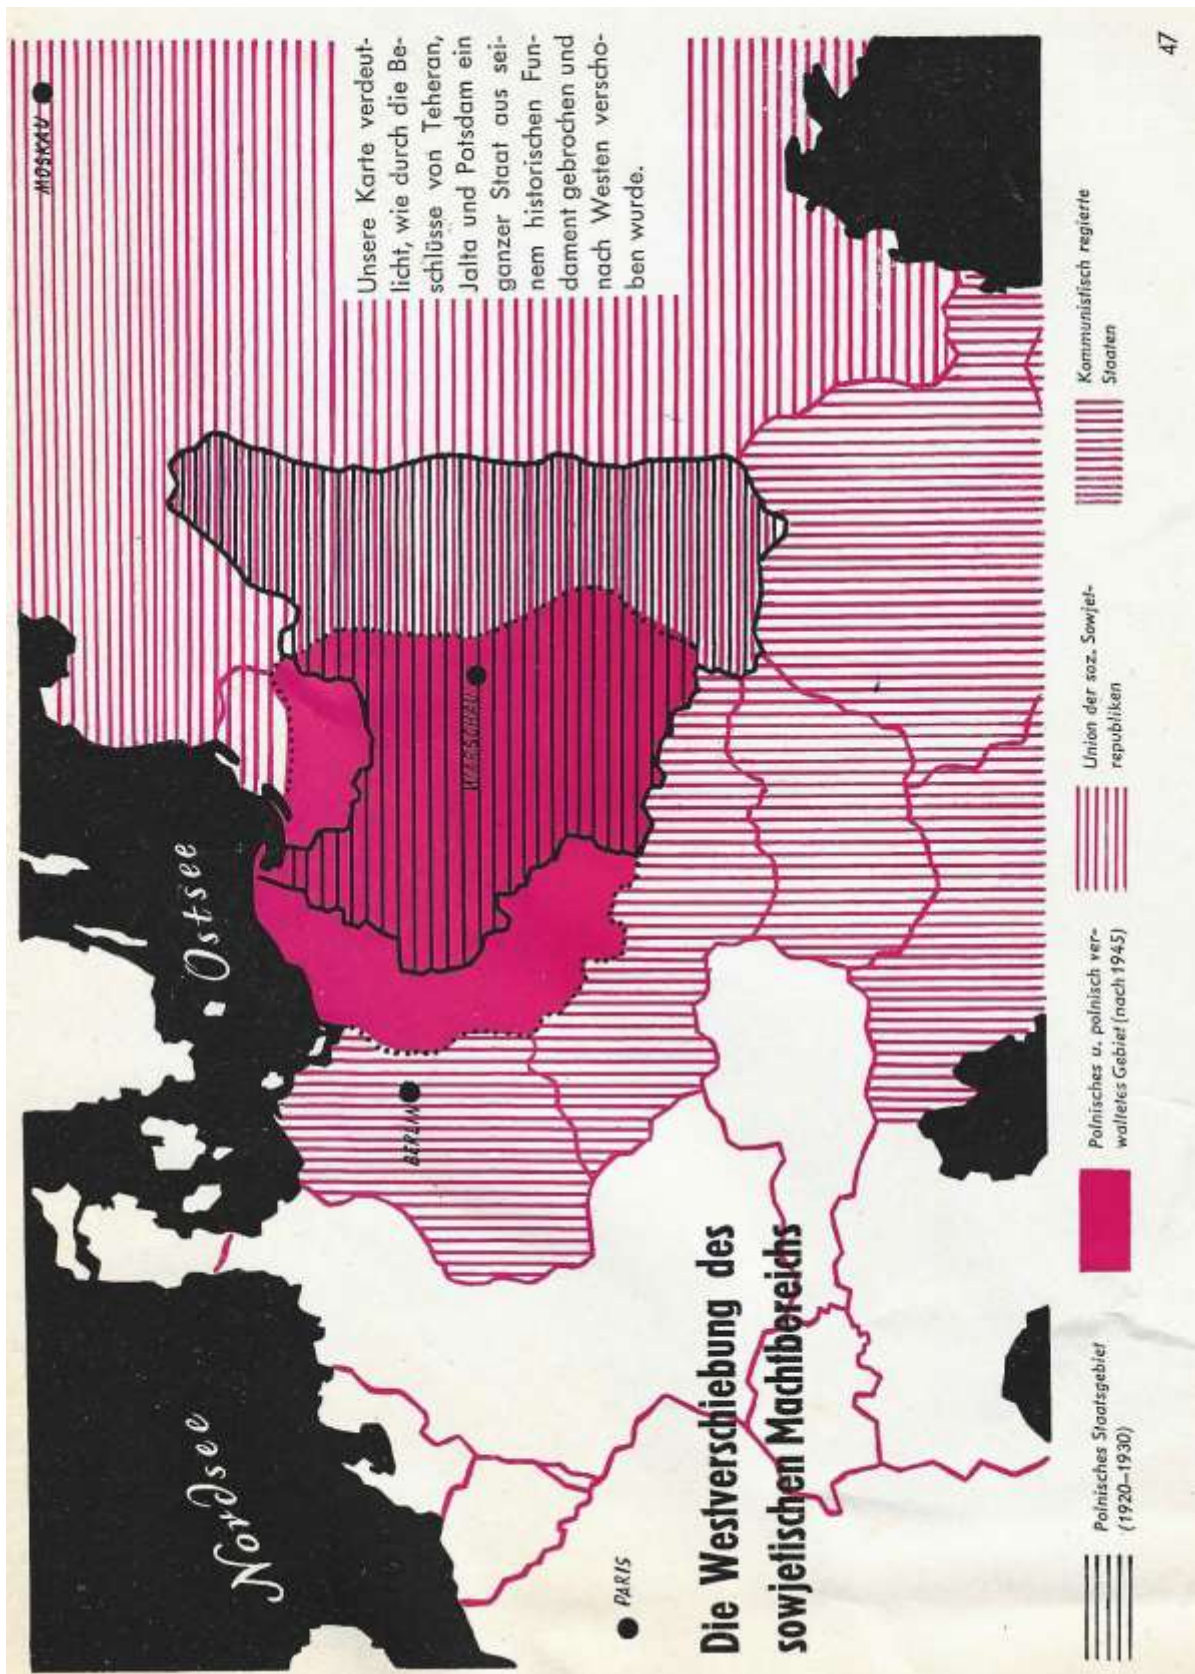 MOSKAU
Unsere Karte verdeut-
licht, wie durch die Be-
schlüsse von Teheran,
Jalta und Potsdam ein
ganzer Staat aus sei-
nem historischen Fun-
dament gebrochen und
nach Westen verscho-
ben wurde.
Nordsee
Ostsee
WARSCHAU
BERLIN
PARIS
Die Westverschiebung des
sowjetischen Machtbereichs
Polnisches Staatsgebiet
(1920–1930)
Polnisches u. polnisch ver-
waltetes Gebiet (nach 1945)
Union der soz. Sowjet-
republiken
Kommunistisch regierte
Staaten
47